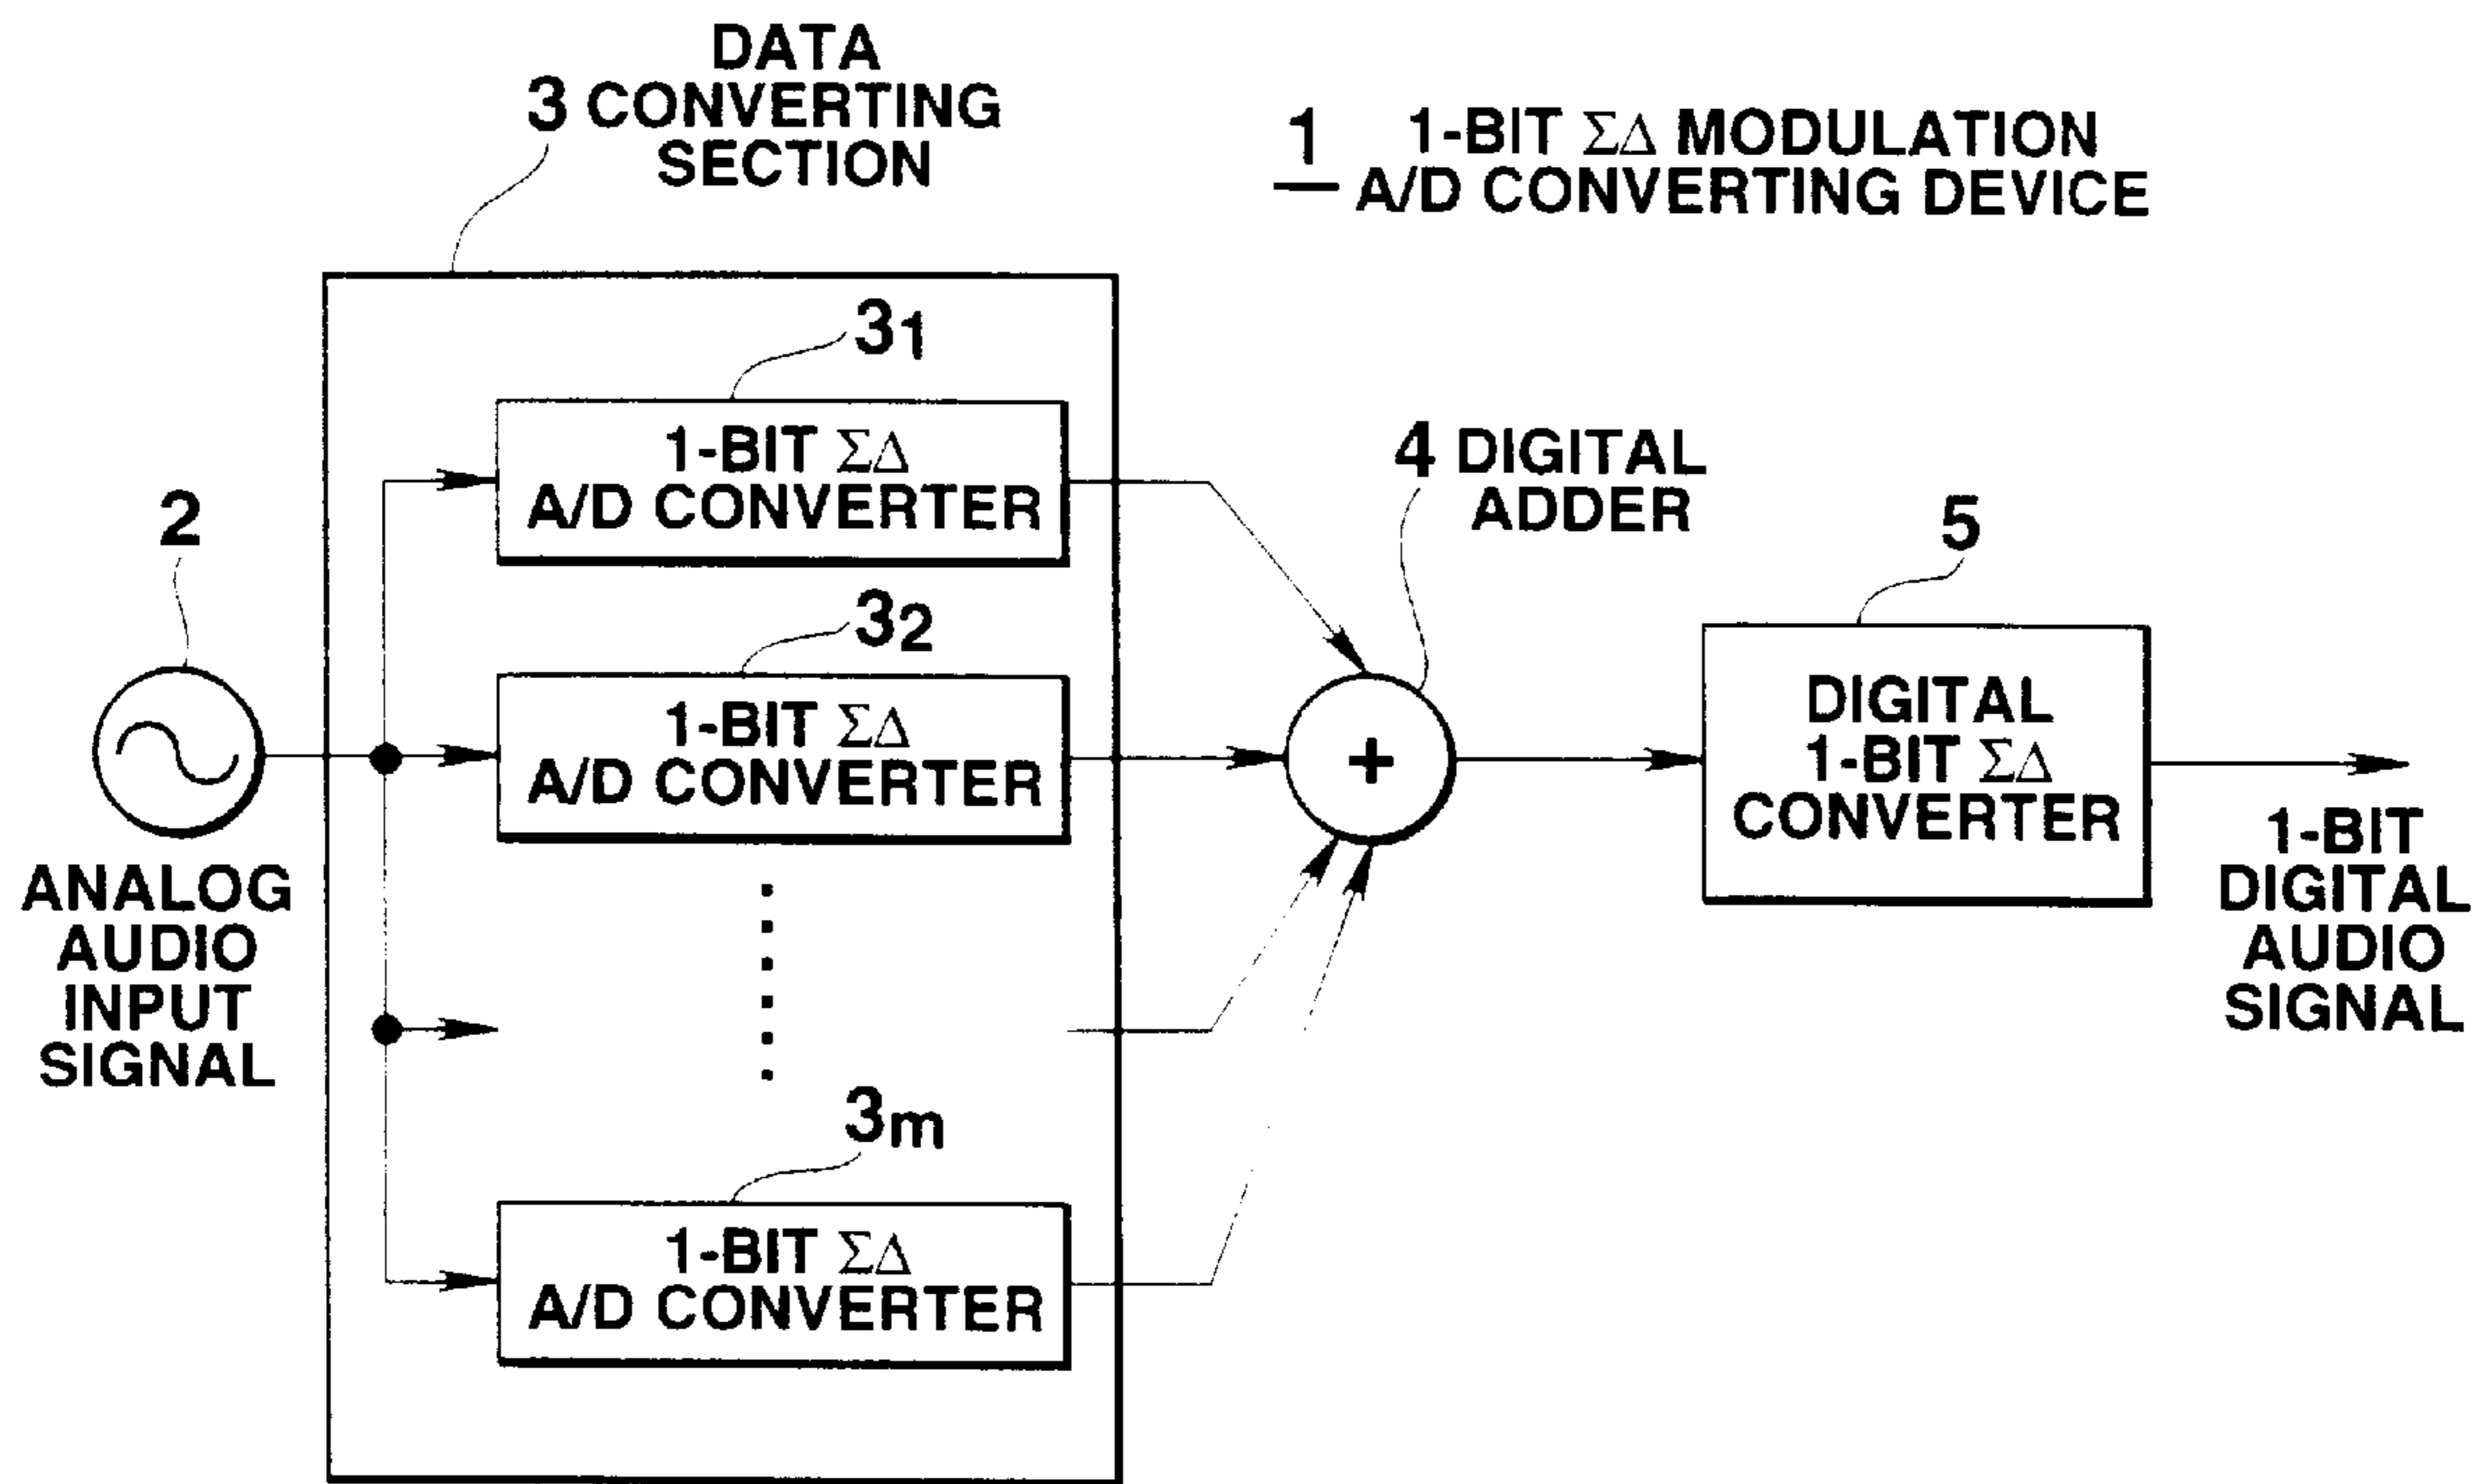 DATA
3 CONVERTING
SECTION
1 1-BIT ΣΔ MODULATION
A/D CONVERTING DEVICE
3₁
1-BIT ΣΔ
A/D CONVERTER
4 DIGITAL
ADDER
2
5
3₂
1-BIT ΣΔ
A/D CONVERTER
+
DIGITAL
1-BIT ΣΔ
CONVERTER
ANALOG
AUDIO
INPUT
SIGNAL
1-BIT
DIGITAL
AUDIO
SIGNAL
3m
1-BIT ΣΔ
A/D CONVERTER